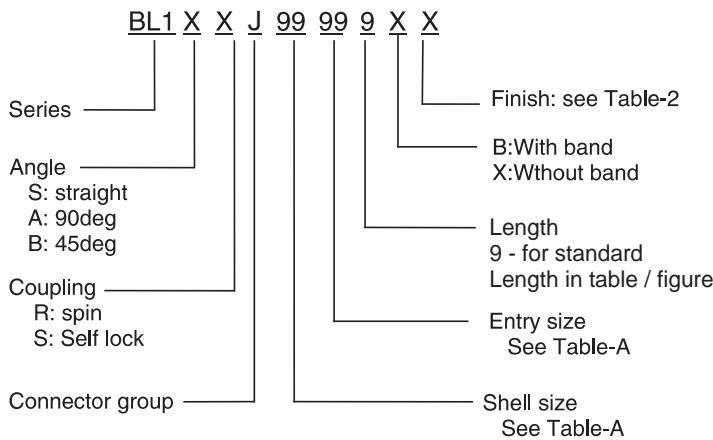 BL1 X X J 99 99 9 X X
Series
Angle
S: straight
A: 90deg
B: 45deg
Coupling
R: spin
S: Self lock
Connector group
Finish: see Table-2
B:With band
X:Wthout band
Length
9 - for standard
Length in table / figure
Entry size
See Table-A
Shell size
See Table-A